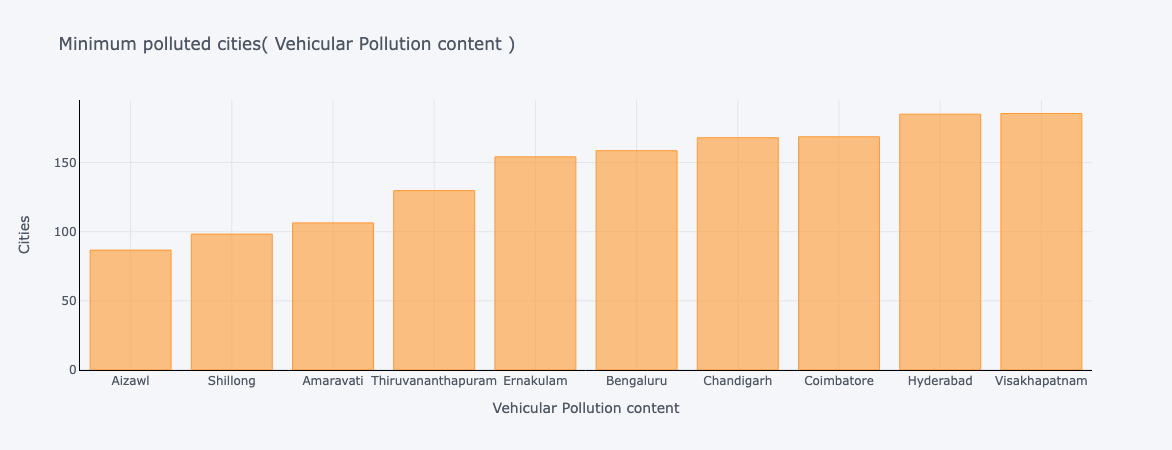 Minimum polluted cities( Vehicular Pollution content )
Cities
150
100
50
0
Aizawl Shillong Amaravati Thiruvananthapuram Ernakulam Bengaluru Chandigarh Coimbatore Hyderabad Visakhapatnam
Vehicular Pollution content